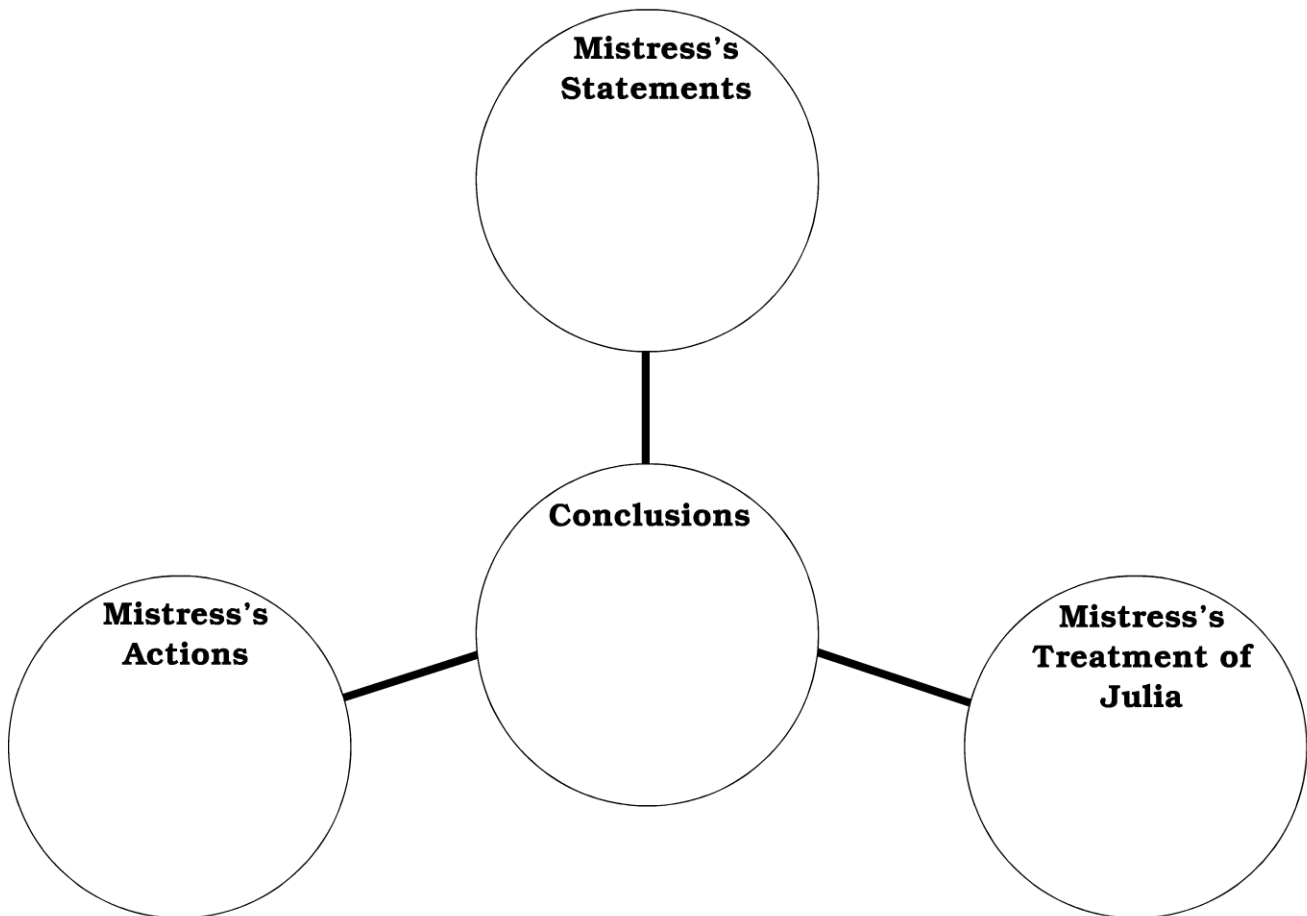 Mistress’s
Statements
Conclusions
Mistress’s
Actions
Mistress’s
Treatment of
Julia